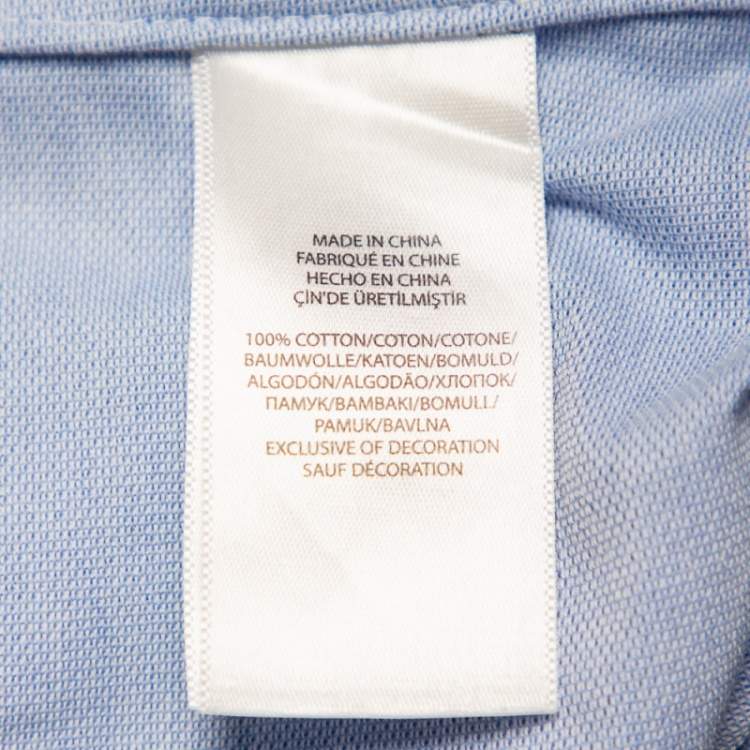 MADE IN CHINA
FABRIQUÉ EN CHINE
HECHO EN CHINA
ÇİN'DE ÜRETİLMİŞTİR
100% COTTON/COTON/COTONE/
BAUMWOLLE/KATOEN/BOMULD/
ALGODÓN/ALGODÃO/ХЛОПОК/
ПАМУК/BAMBAKI/BOMULL/
PAMUK/BAVLNA
EXCLUSIVE OF DECORATION
SAUF DÉCORATION